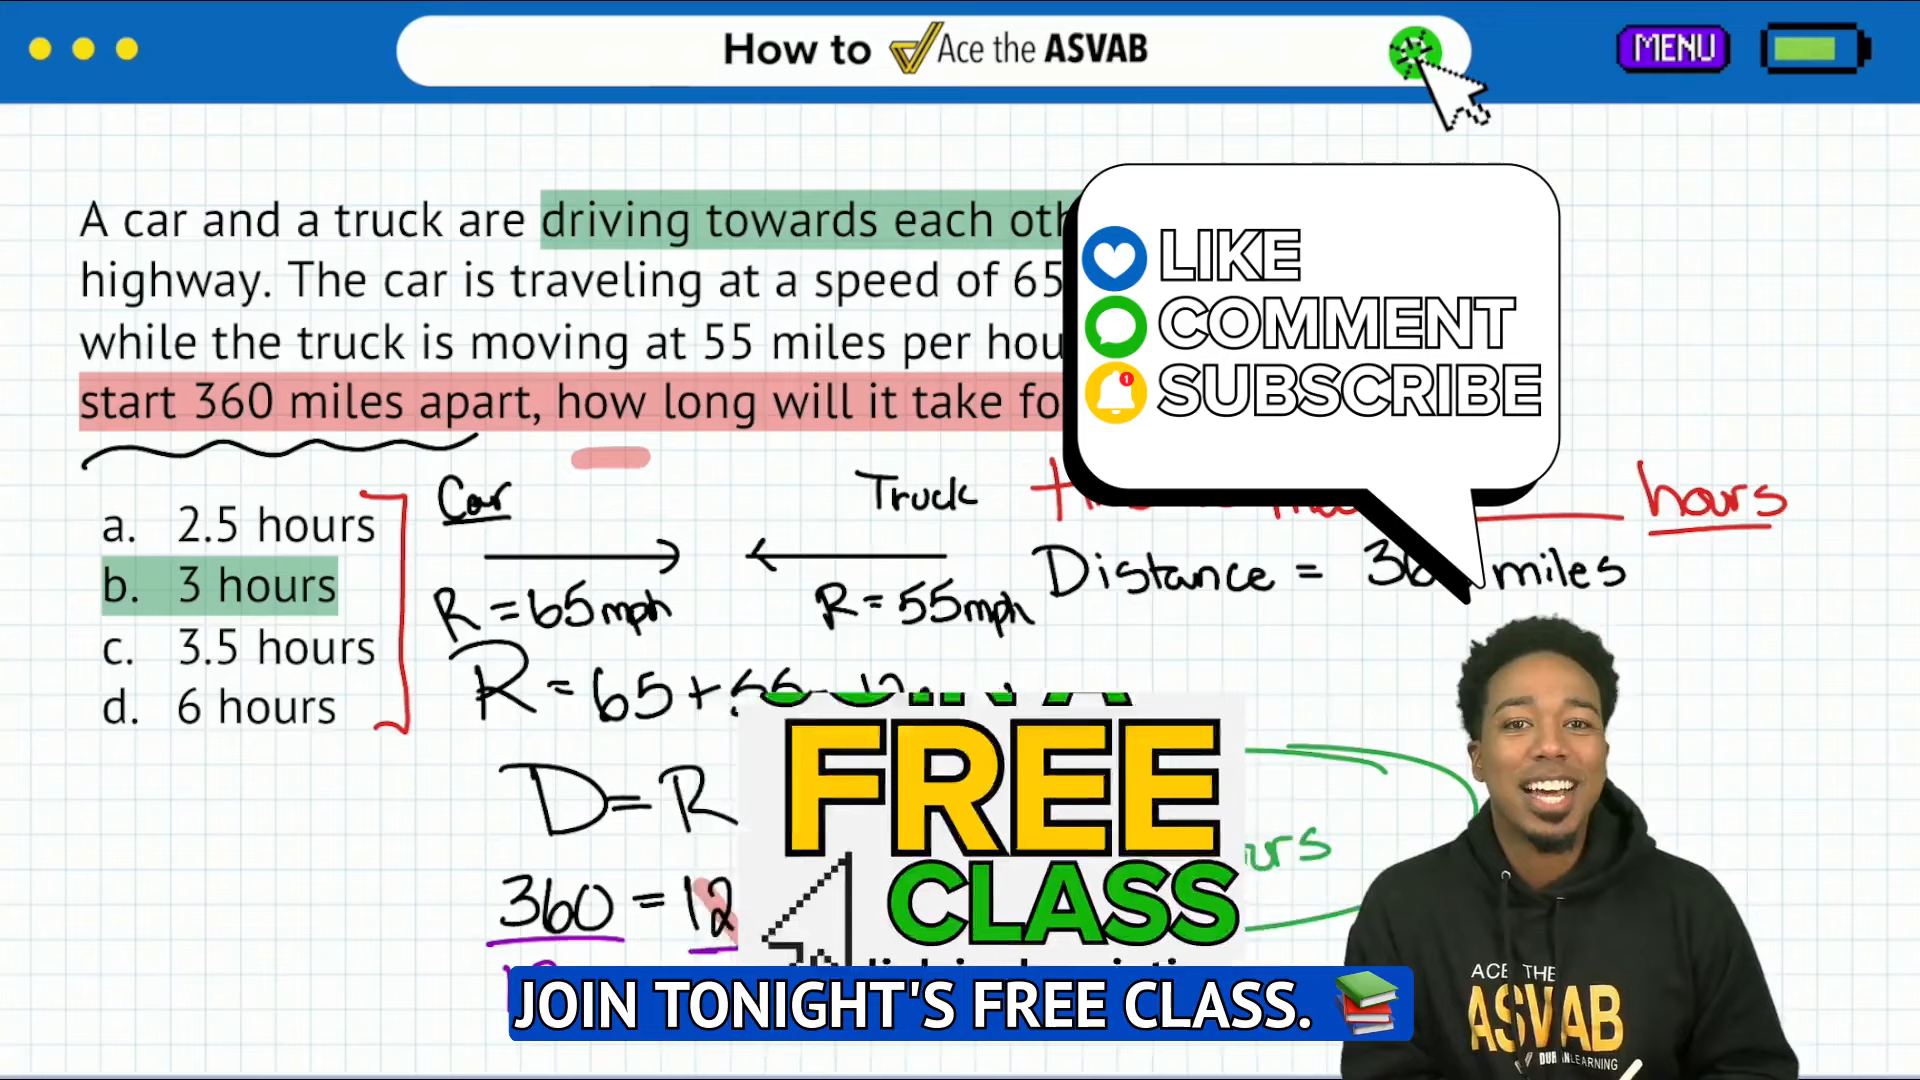 How to Ace the ASVAB
MENU
A car and a truck are driving towards each oth
highway. The car is traveling at a speed of 65
while the truck is moving at 55 miles per hou
start 360 miles apart, how long will it take fo
LIKE
COMMENT
SUBSCRIBE
1
a. 2.5 hours
b. 3 hours
c. 3.5 hours
d. 6 hours
Car
Truck
hours
Distance = miles
R = 65mph
R = 55mph
R = 65 +
D = R
360 = 12
FREE
CLASS
JOIN TONIGHT'S FREE CLASS.
ACE THE
ASVAB